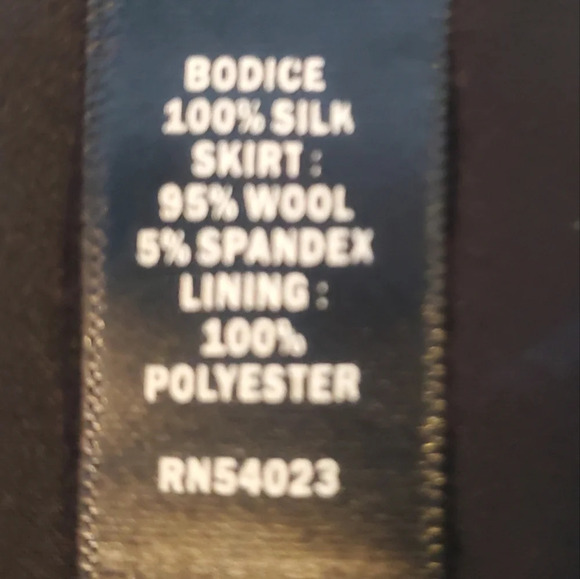 BODICE
100% SILK
SKIRT:
95% WOOL
5% SPANDEX
LINING:
100%
POLYESTER
RN54023